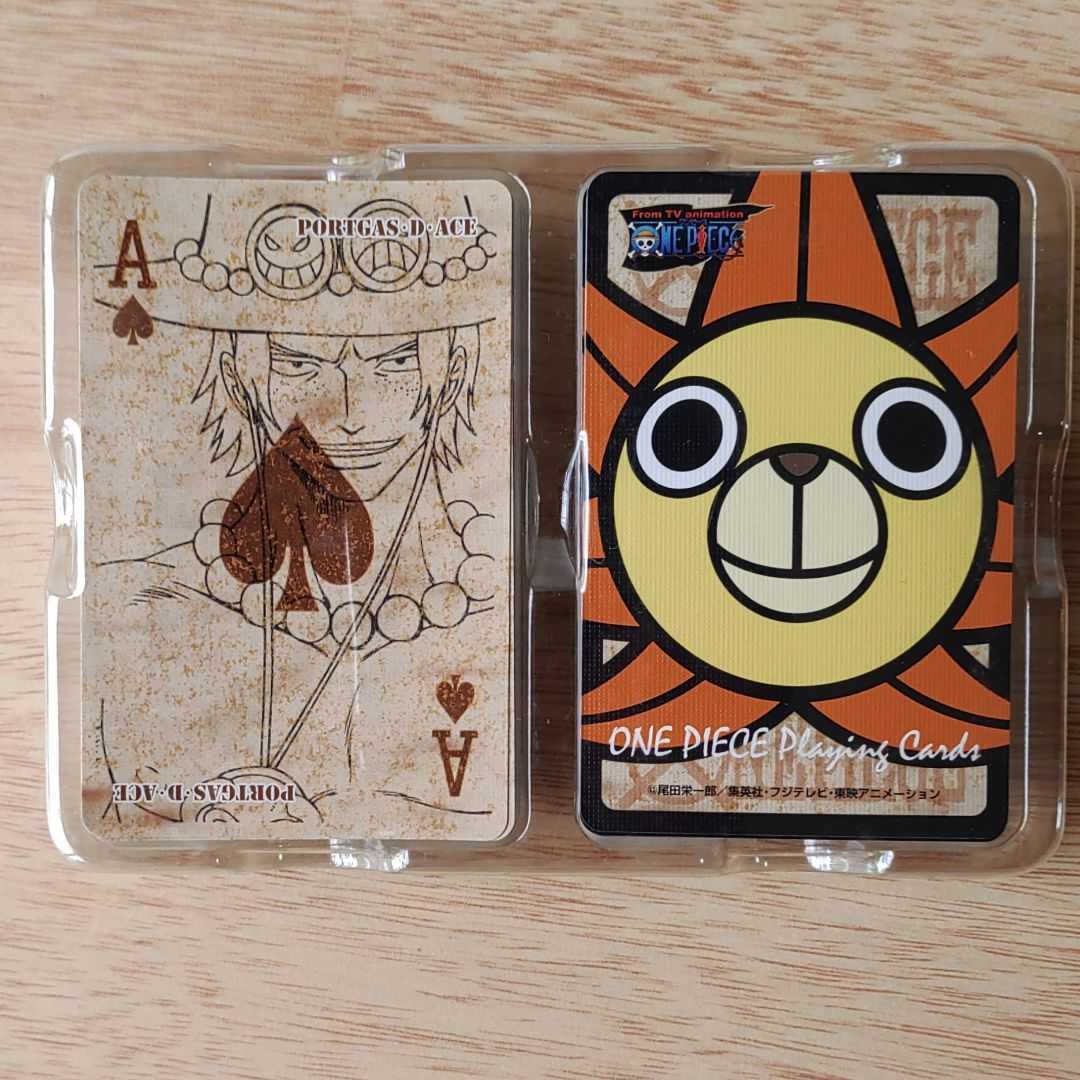 A
PORTGAS·D·ACE
A
PORTGAS·D·ACE
From TV animation
ONE PIECE
ONE PIECE Playing Cards
©尾田栄一郎／集英社・フジテレビ・東映アニメーション